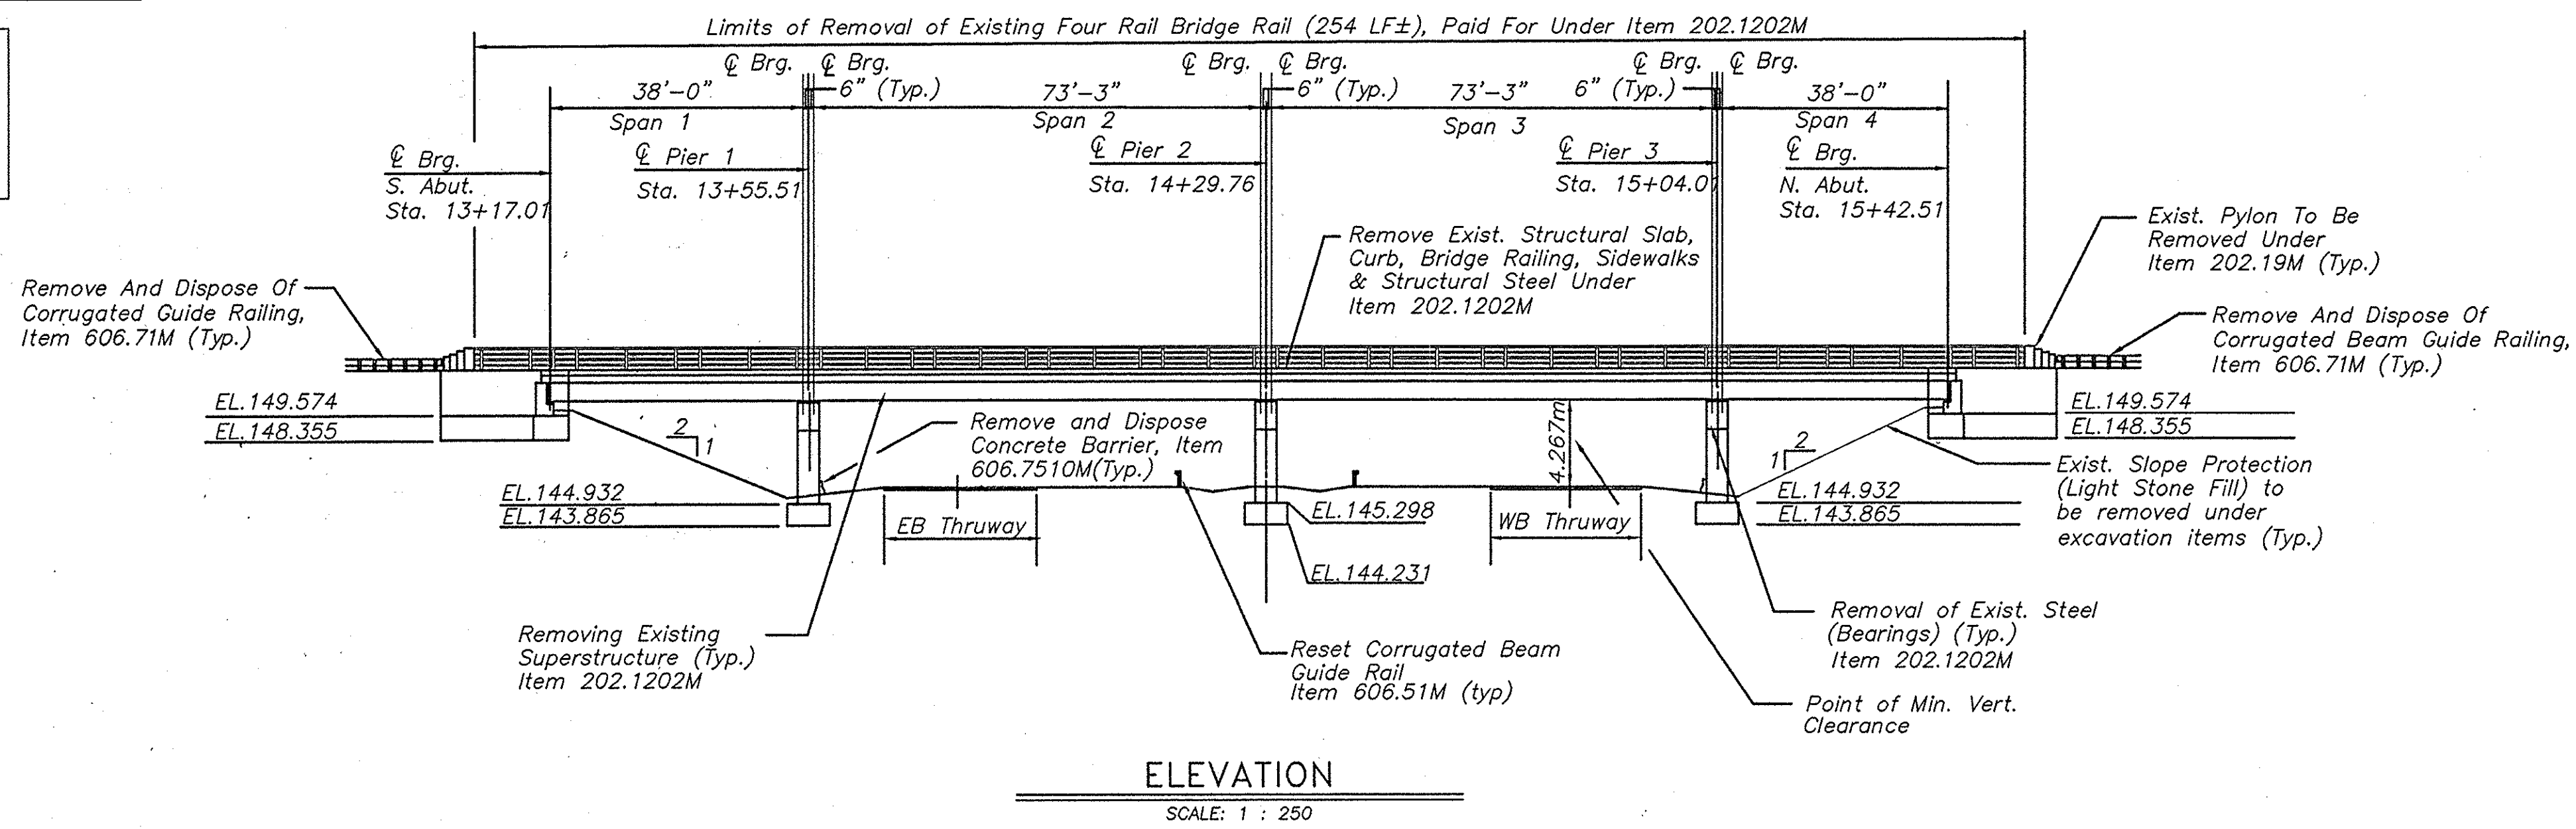 Limits of Removal of Existing Four Rail Bridge Rail (254 LF±), Paid For Under Item 202.1202M
℄ Brg. ℄ Brg.
℄ Brg. ℄ Brg.
℄ Brg. ℄ Brg.
38'-0"
6" (Typ.)
73'-3"
6" (Typ.)
73'-3"
6" (Typ.)
38'-0"
Span 1
Span 2
Span 3
Span 4
℄ Brg.
S. Abut.
Sta. 13+17.01
℄ Pier 1
Sta. 13+55.51
℄ Pier 2
Sta. 14+29.76
℄ Pier 3
Sta. 15+04.01
℄ Brg.
N. Abut.
Sta. 15+42.51
Exist. Pylon To Be
Removed Under
Item 202.19M (Typ.)
Remove Exist. Structural Slab,
Curb, Bridge Railing, Sidewalks
& Structural Steel Under
Item 202.1202M
Remove And Dispose Of
Corrugated Guide Railing,
Item 606.71M (Typ.)
Remove And Dispose Of
Corrugated Beam Guide Railing,
Item 606.71M (Typ.)
EL.149.574
EL.148.355
2
1
Remove and Dispose
Concrete Barrier, Item
606.7510M(Typ.)
4.267m
2
1
EL.149.574
EL.148.355
Exist. Slope Protection
(Light Stone Fill) to
be removed under
excavation items (Typ.)
EL.144.932
EL.143.865
EB Thruway
EL.145.298
EL.144.231
WB Thruway
EL.144.932
EL.143.865
Removing Existing
Superstructure (Typ.)
Item 202.1202M
Reset Corrugated Beam
Guide Rail
Item 606.51M (typ)
Removal of Exist. Steel
(Bearings) (Typ.)
Item 202.1202M
Point of Min. Vert.
Clearance
ELEVATION
SCALE: 1 : 250